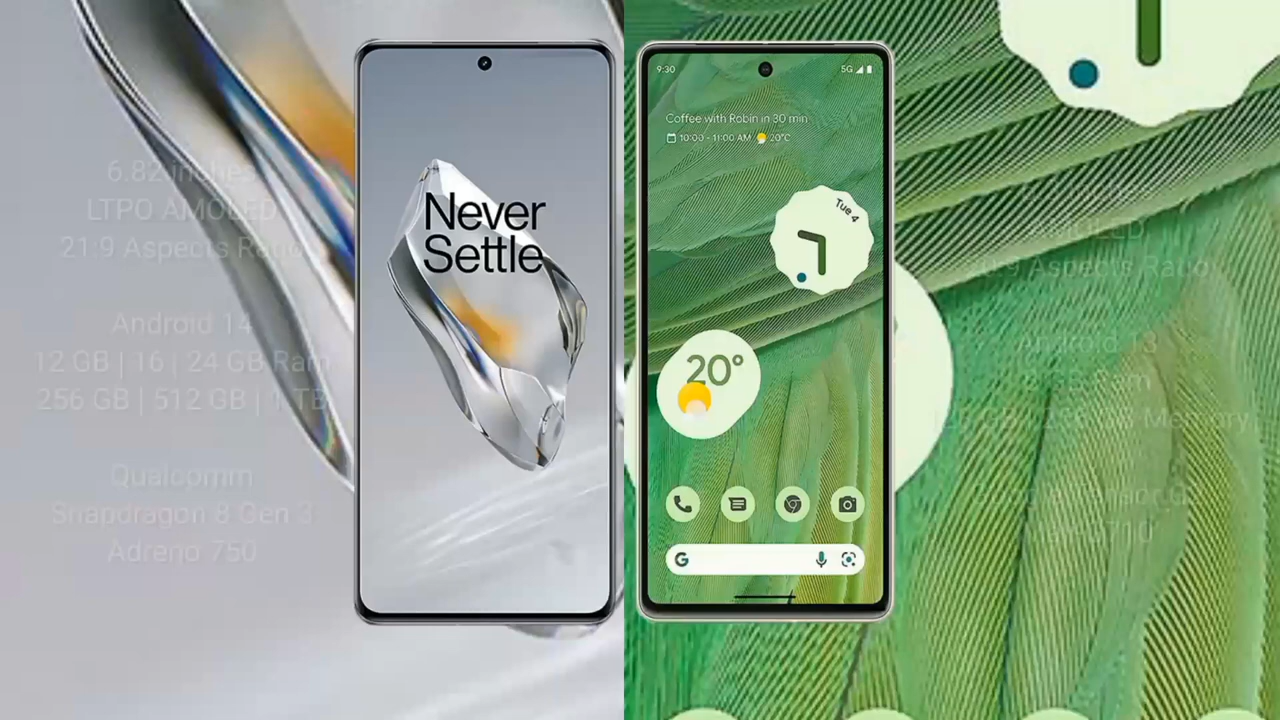 6.82 inches
LTPO AMOLED
21:9 Aspects Ratio
Android 14
12 GB | 16 | 24 GB Ram
256 GB | 512 GB | 1 TB
Qualcomm
Snapdragon 8 Gen 3
Adreno 750
Never
Settle
9:30
5G
Coffee with Robin in 30 min
10:00 - 11:00 AM
20°C
Tue 4
20°
G
Aspects Ratio
Android
Ram
Memory